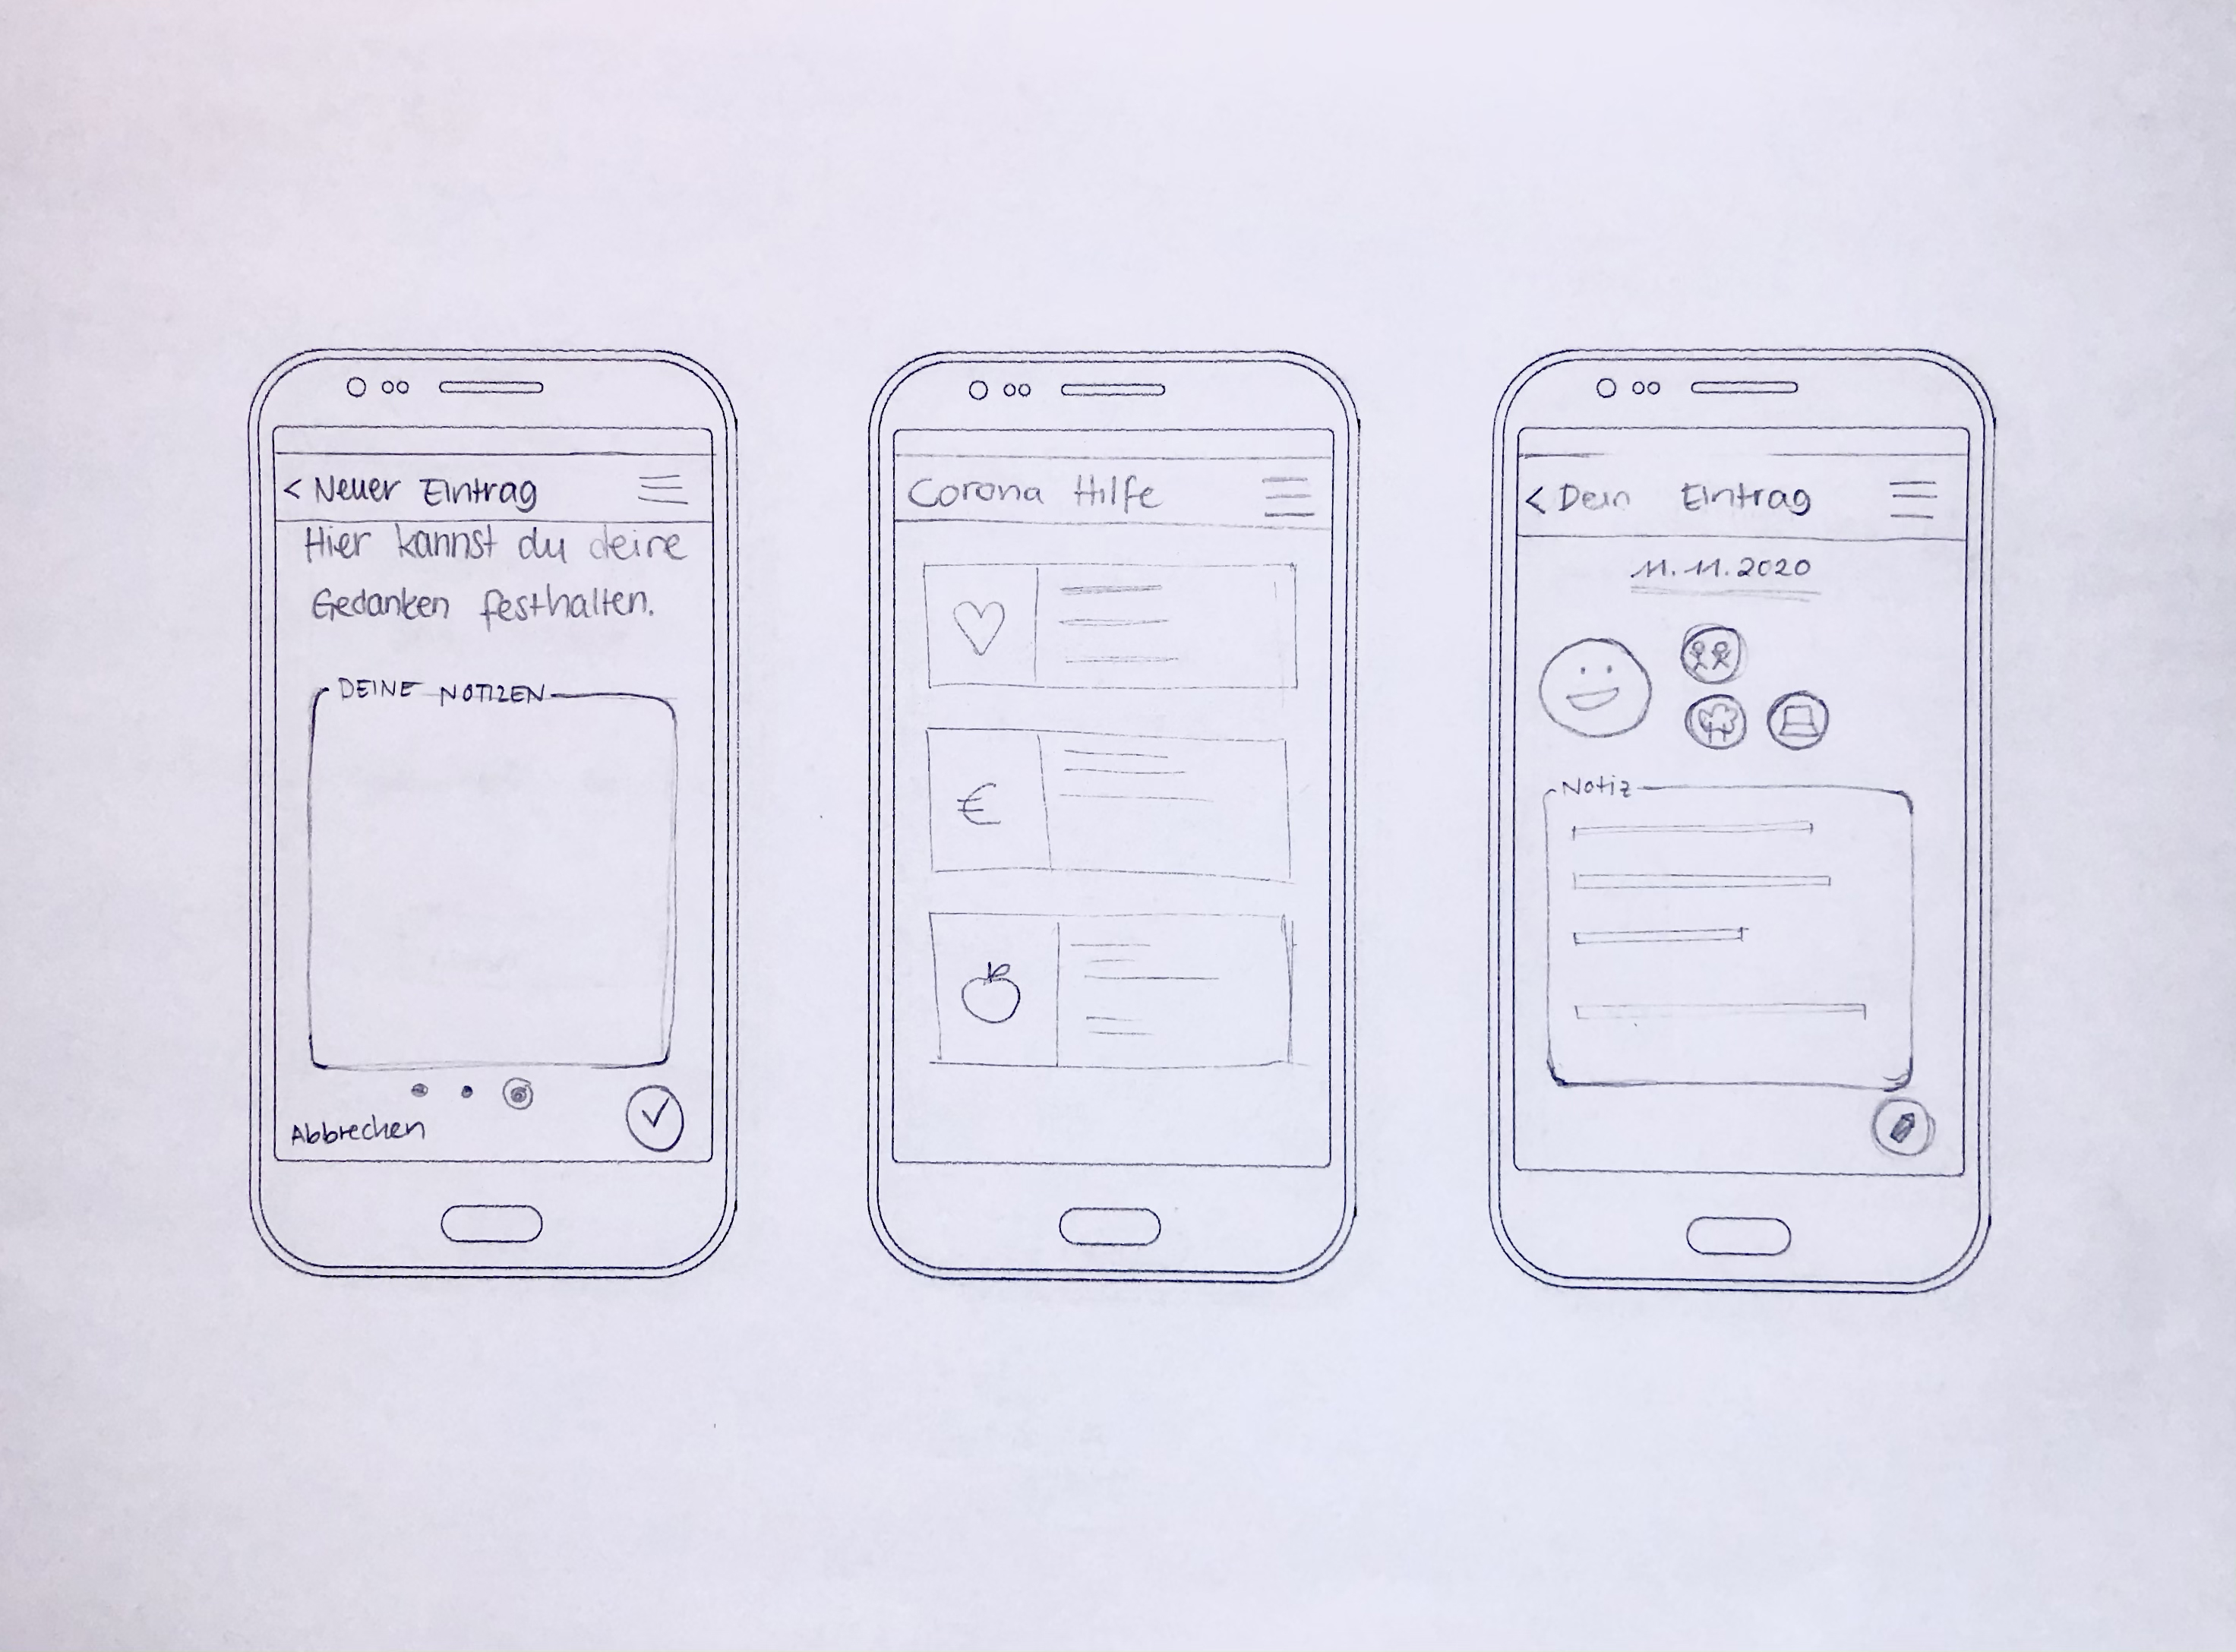 < Neuer Eintrag
Hier kannst du deine
Gedanken festhalten.
DEINE NOTIZEN
Abbrechen
Corona Hilfe
€
< Dein Eintrag
11.11.2020
Notiz